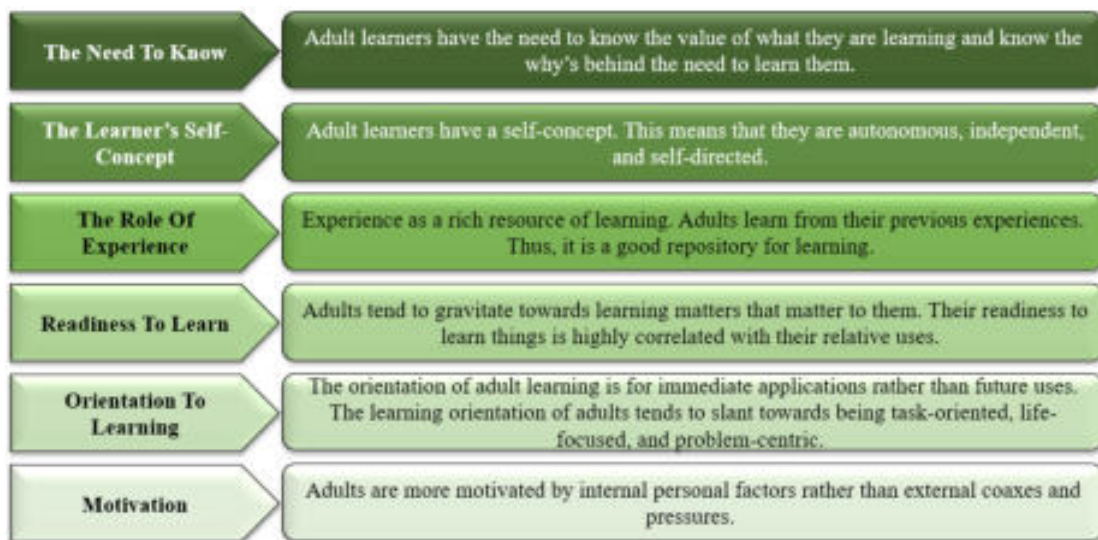 The Need To Know
Adult learners have the need to know the value of what they are learning and know the
why's behind the need to learn them.
The Learner's Self-
Concept
Adult learners have a self-concept. This means that they are autonomous, independent,
and self-directed.
The Role Of
Experience
Experience as a rich resource of learning. Adults learn from their previous experiences.
Thus, it is a good repository for learning.
Readiness To Learn
Adults tend to gravitate towards learning matters that matter to them. Their readiness to
learn things is highly correlated with their relative uses.
Orientation To
Learning
The orientation of adult learning is for immediate applications rather than future uses.
The learning orientation of adults tends to slant towards being task-oriented, life-
focused, and problem-centric.
Motivation
Adults are more motivated by internal personal factors rather than external coaxes and
pressures.